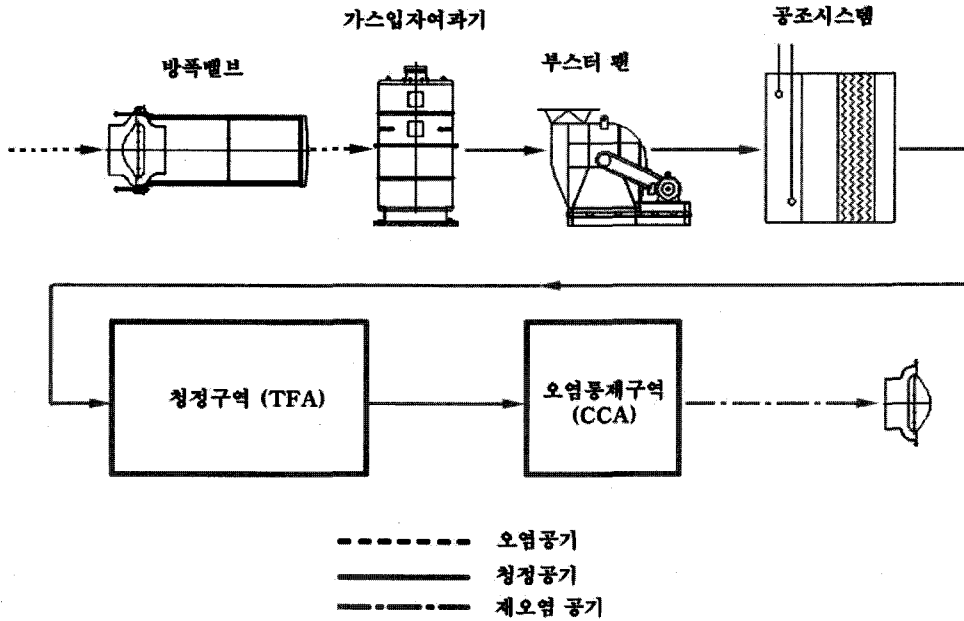 가스입자여과기
공조시스템
방폭밸브
부스터 팬
청정구역 (TFA)
오염통제구역
(CCA)
오염공기
청정공기
재오염 공기